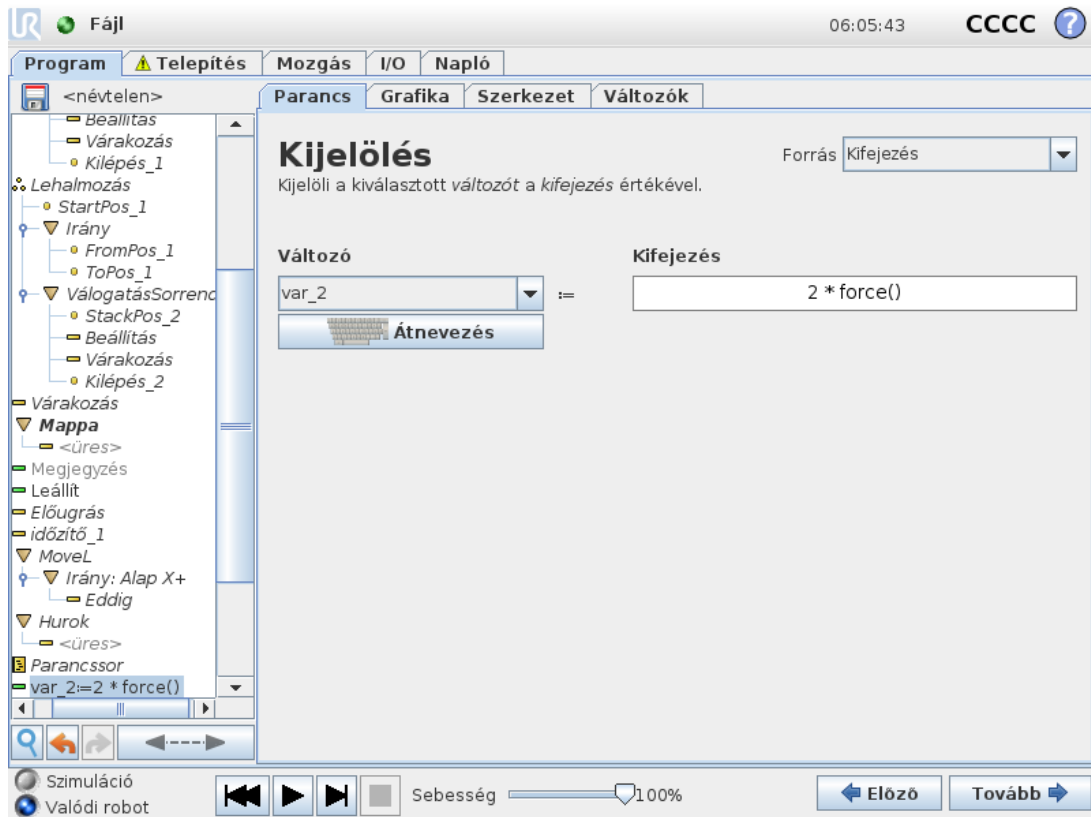 Fájl
06:05:43
CCCC
?
Program
Telepítés
Mozgás
I/O
Napló
<névtelen>
Parancs
Grafika
Szerkezet
Változók
Beállítás
Várakozás
Kilépés_1
Lehalmozás
StartPos_1
Irány
FromPos_1
ToPos_1
VálogatásSorrend
StackPos_2
Beállítás
Várakozás
Kilépés_2
Várakozás
Mappa
<üres>
Megjegyzés
Leállít
Előugrás
időzítő_1
MoveL
Irány: Alap X+
Eddig
Hurok
<üres>
Parancssor
var_2:=2 * force()
Kijelölés
Forrás Kifejezés
Kijelöli a kiválasztott változót a kifejezés értékével.
Változó
Kifejezés
var_2 := 2 * force()
Átnevezés
Szimuláció
Valódi robot
Sebesség 100%
Előző
Tovább